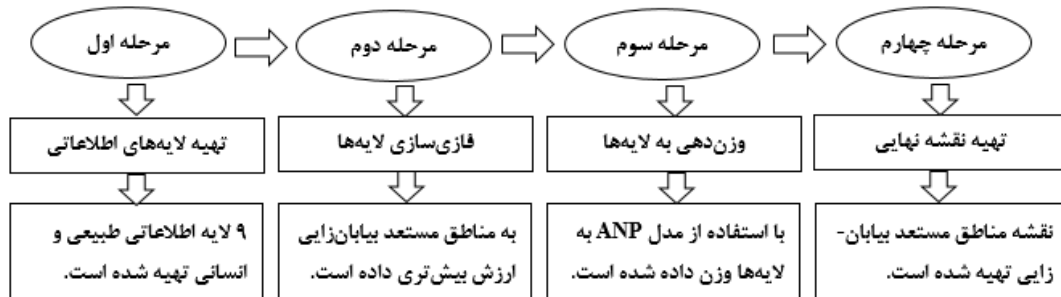 مرحله اول
مرحله دوم
مرحله سوم
مرحله چهارم
تهیه لایه‌های اطلاعاتی
فازی‌سازی لایه‌ها
وزن‌دهی به لایه‌ها
تهیه نقشه نهایی
۹ لایه اطلاعاتی طبیعی و
انسانی تهیه شده است.
به مناطق مستعد بیابان‌زایی
ارزش بیش‌تری داده است.
با استفاده از مدل ANP به
لایه‌ها وزن داده شده است.
نقشه مناطق مستعد بیابان-
زایی تهیه شده است.